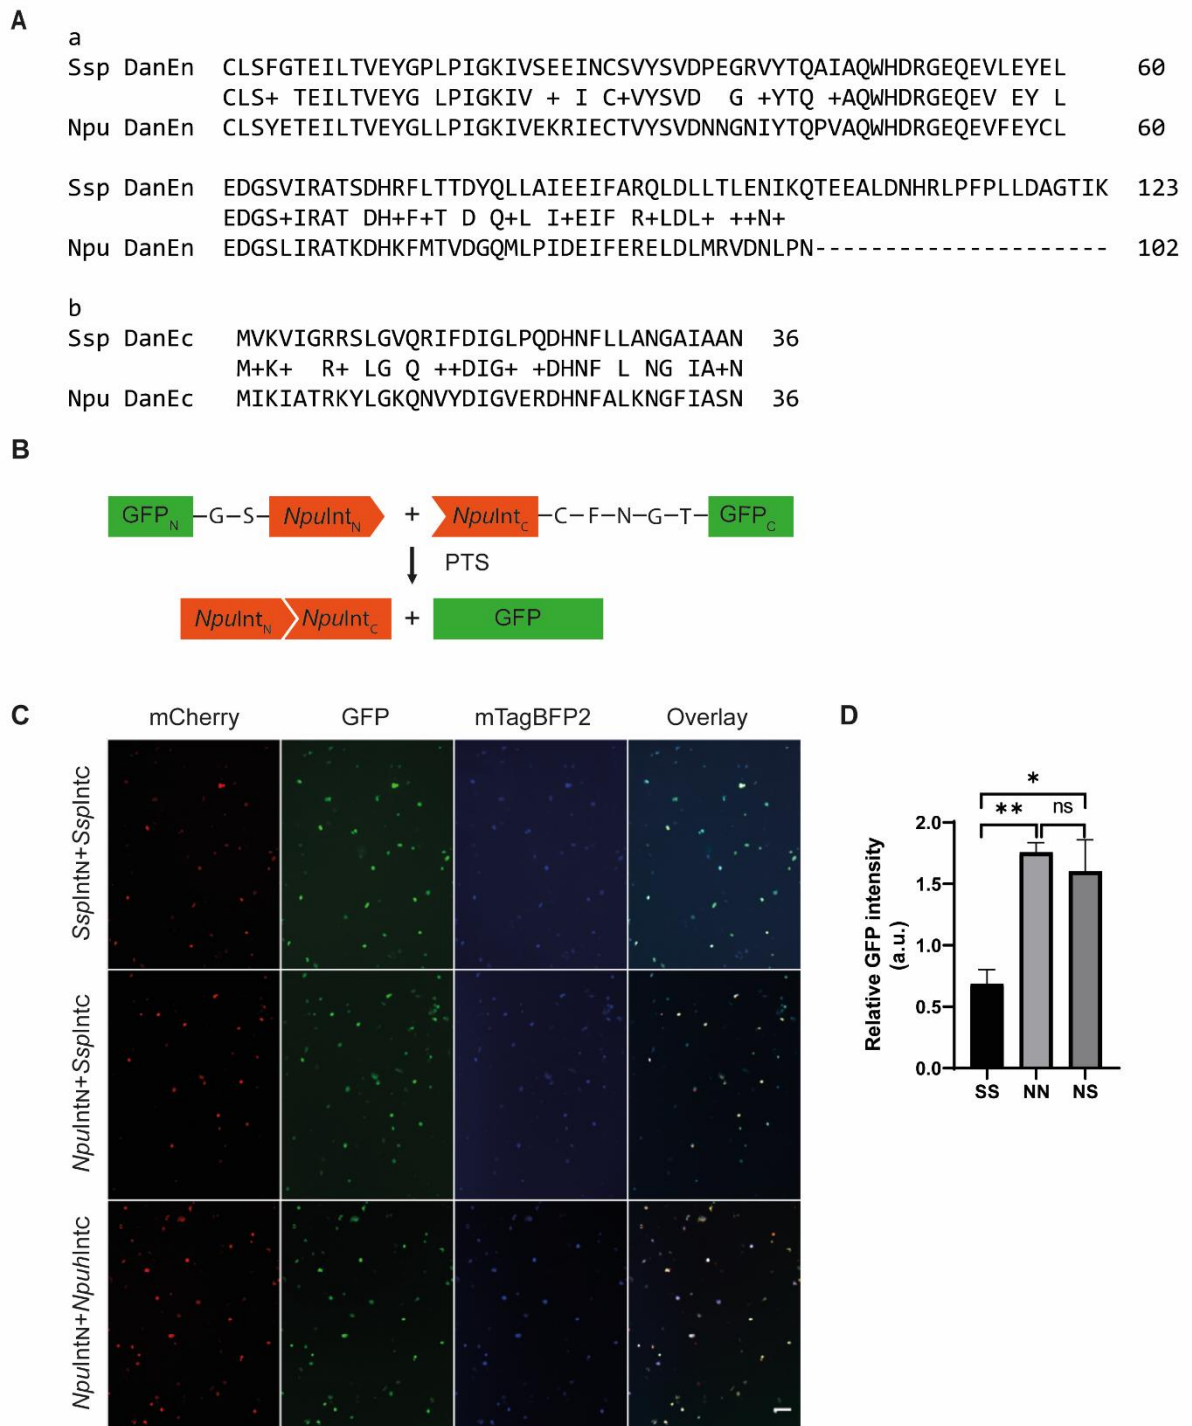 A
a
Ssp DanEn CLSFGTEILTVEYGPLPIGKIVSEEINCSVYSVDPEGRVYTQAIAQWHDRGEQEVLEYEL 60
CLS+ TEILTVEYG LPIGKIV + I C+VYSVD  G +YTQ +AQWHDRGEQEV EY L
Npu DanEn CLSYETEILTVEYGLLPIGKIVEKRIECTVYSVDNNGNIYTQPVAQWHDRGEQEVFEYCL 60
Ssp DanEn EDGSVIRATSDHRFLTTDYQLLAIEEIFARQLDLLTLENIKQTEEALDNHRLPFPLLDAGTIK 123
EDGS+IRAT DH+F+T D Q+L I+EIF R+LDL+ ++N+
Npu DanEn EDGSLIRATKDHKFMTVDGQMLPIDEIFERELDLMRVDNLPN--------------------- 102
b
Ssp DanEc MVKVIGRRSLGVQRIFDIGLPQDHNFLLANGAIAAN 36
M+K+  R+ LG Q ++DIG+ +DHNF L NG IA+N
Npu DanEc MIKIATRKYLGKQNVYDIGVERDHNFALKNGFIASN 36
B
GFPN –G–S– NpuIntN + NpuIntC –C–F–N–G–T– GFPC
PTS
NpuIntN NpuIntC + GFP
C
mCherry GFP mTagBFP2 Overlay
SspIntN+SspIntc
NpuIntN+SspIntc
NpuIntN+NpuhIntc
D
*
** ns
Relative GFP intensity
(a.u.)
2.0
1.5
1.0
0.5
0.0
SS NN NS